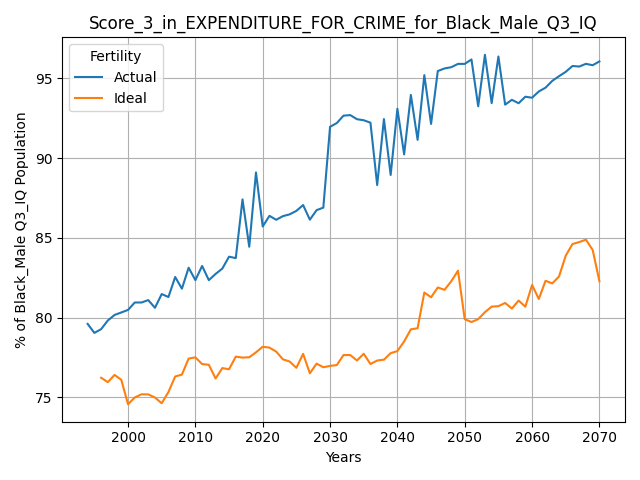 Score_3_in_EXPENDITURE_FOR_CRIME_for_Black_Male_Q3_IQ
Fertility
Actual
Ideal
% of Black_Male Q3_IQ Population
95
90
85
80
75
2000
2010
2020
2030
2040
2050
2060
2070
Years